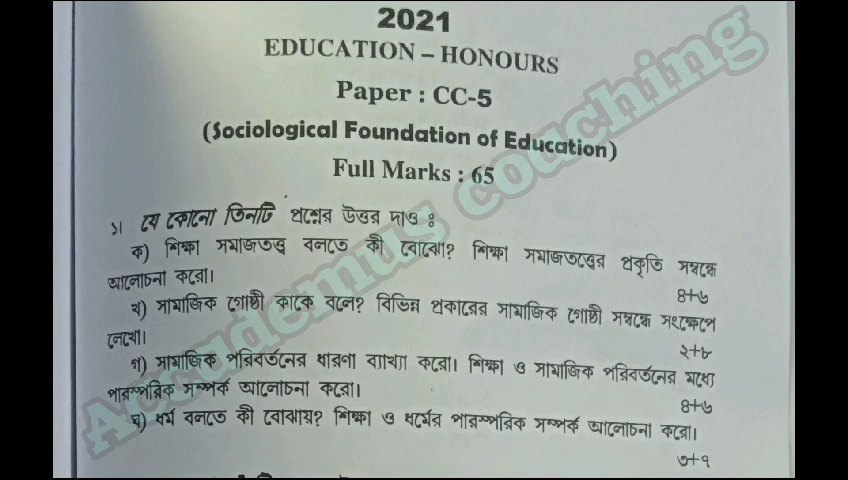 2021
EDUCATION – HONOURS
Paper : CC-5
(Sociological Foundation of Education)
Full Marks : 65
১। যে কোনো তিনটি প্রশ্নের উত্তর দাও :
ক) শিক্ষা সমাজতত্ত্ব বলতে কী বোঝো? শিক্ষা সমাজতত্ত্বের প্রকৃতি সম্বন্ধে
আলোচনা করো।
৪+৬
খ) সামাজিক গোষ্ঠী কাকে বলে? বিভিন্ন প্রকারের সামাজিক গোষ্ঠী সম্বন্ধে সংক্ষেপে
লেখো।
২+৮
গ) সামাজিক পরিবর্তনের ধারণা ব্যাখ্যা করো। শিক্ষা ও সামাজিক পরিবর্তনের মধ্যে
পারস্পরিক সম্পর্ক আলোচনা করো।
৪+৬
ঘ) ধর্ম বলতে কী বোঝায়? শিক্ষা ও ধর্মের পারস্পরিক সম্পর্ক আলোচনা করো।
৩+৭
Accademus coaching